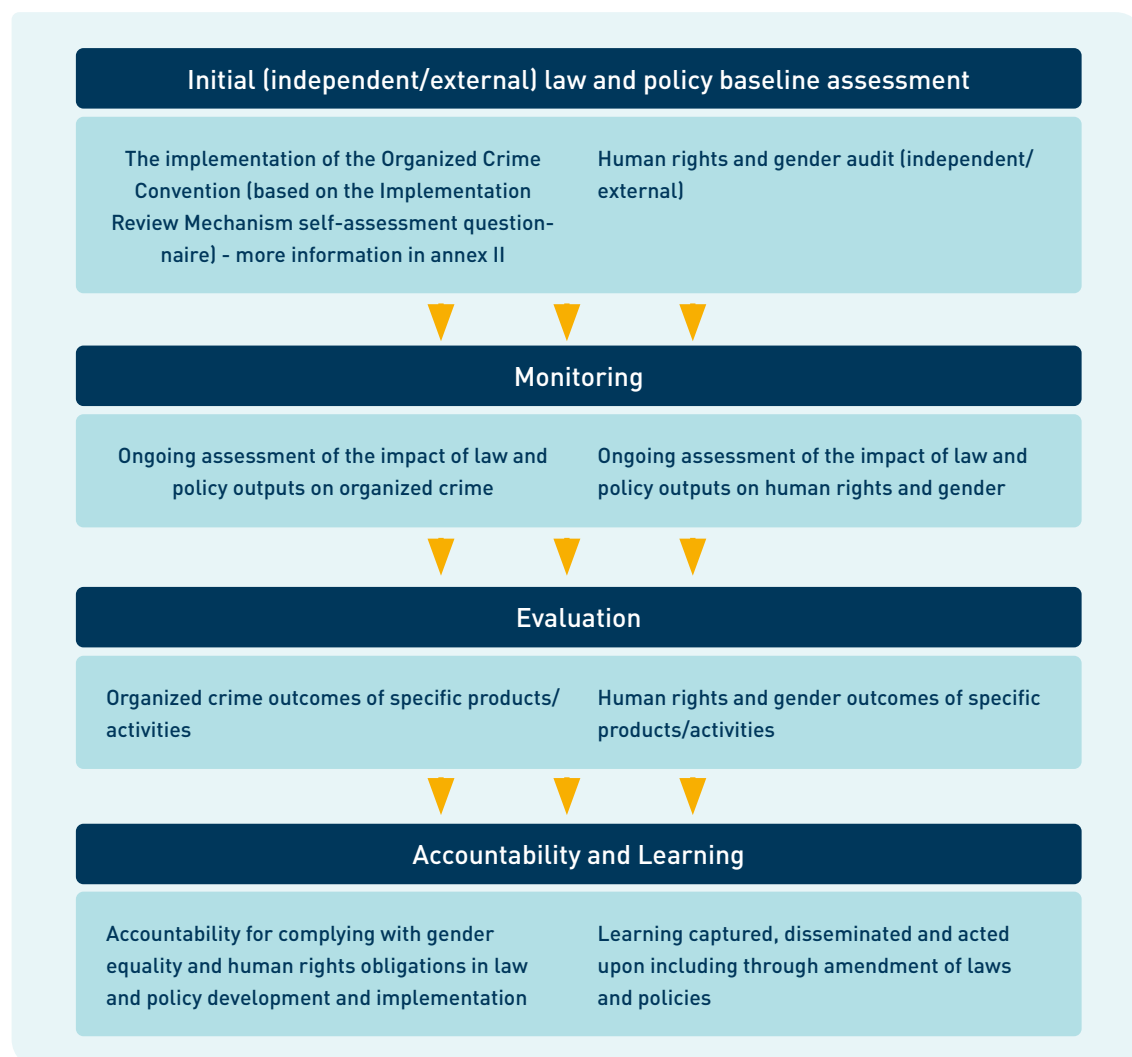 Initial (independent/external) law and policy baseline assessment
The implementation of the Organized Crime
Convention (based on the Implementation
Review Mechanism self-assessment question-
naire) - more information in annex II
Human rights and gender audit (independent/
external)
Monitoring
Ongoing assessment of the impact of law and
policy outputs on organized crime
Ongoing assessment of the impact of law and
policy outputs on human rights and gender
Evaluation
Organized crime outcomes of specific products/
activities
Human rights and gender outcomes of specific
products/activities
Accountability and Learning
Accountability for complying with gender
equality and human rights obligations in law
and policy development and implementation
Learning captured, disseminated and acted
upon including through amendment of laws
and policies